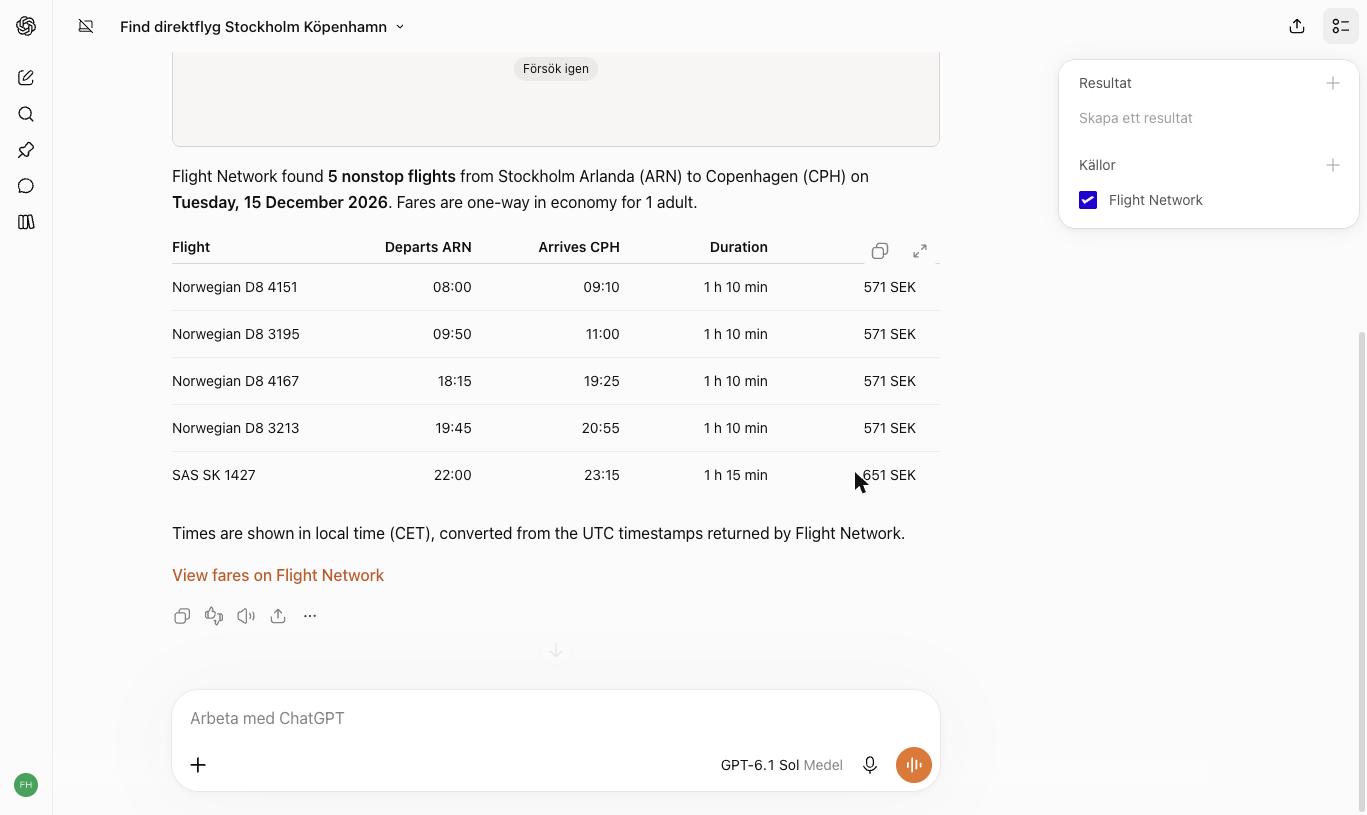 Find direktflyg Stockholm Köpenhamn
Försök igen
Resultat
Skapa ett resultat
Källor
Flight Network
Flight Network found 5 nonstop flights from Stockholm Arlanda (ARN) to Copenhagen (CPH) on
Tuesday, 15 December 2026. Fares are one-way in economy for 1 adult.
Flight Departs ARN Arrives CPH Duration
Norwegian D8 4151 08:00 09:10 1 h 10 min 571 SEK
Norwegian D8 3195 09:50 11:00 1 h 10 min 571 SEK
Norwegian D8 4167 18:15 19:25 1 h 10 min 571 SEK
Norwegian D8 3213 19:45 20:55 1 h 10 min 571 SEK
SAS SK 1427 22:00 23:15 1 h 15 min 651 SEK
Times are shown in local time (CET), converted from the UTC timestamps returned by Flight Network.
View fares on Flight Network
Arbeta med ChatGPT
GPT-6.1 Sol Medel
FH